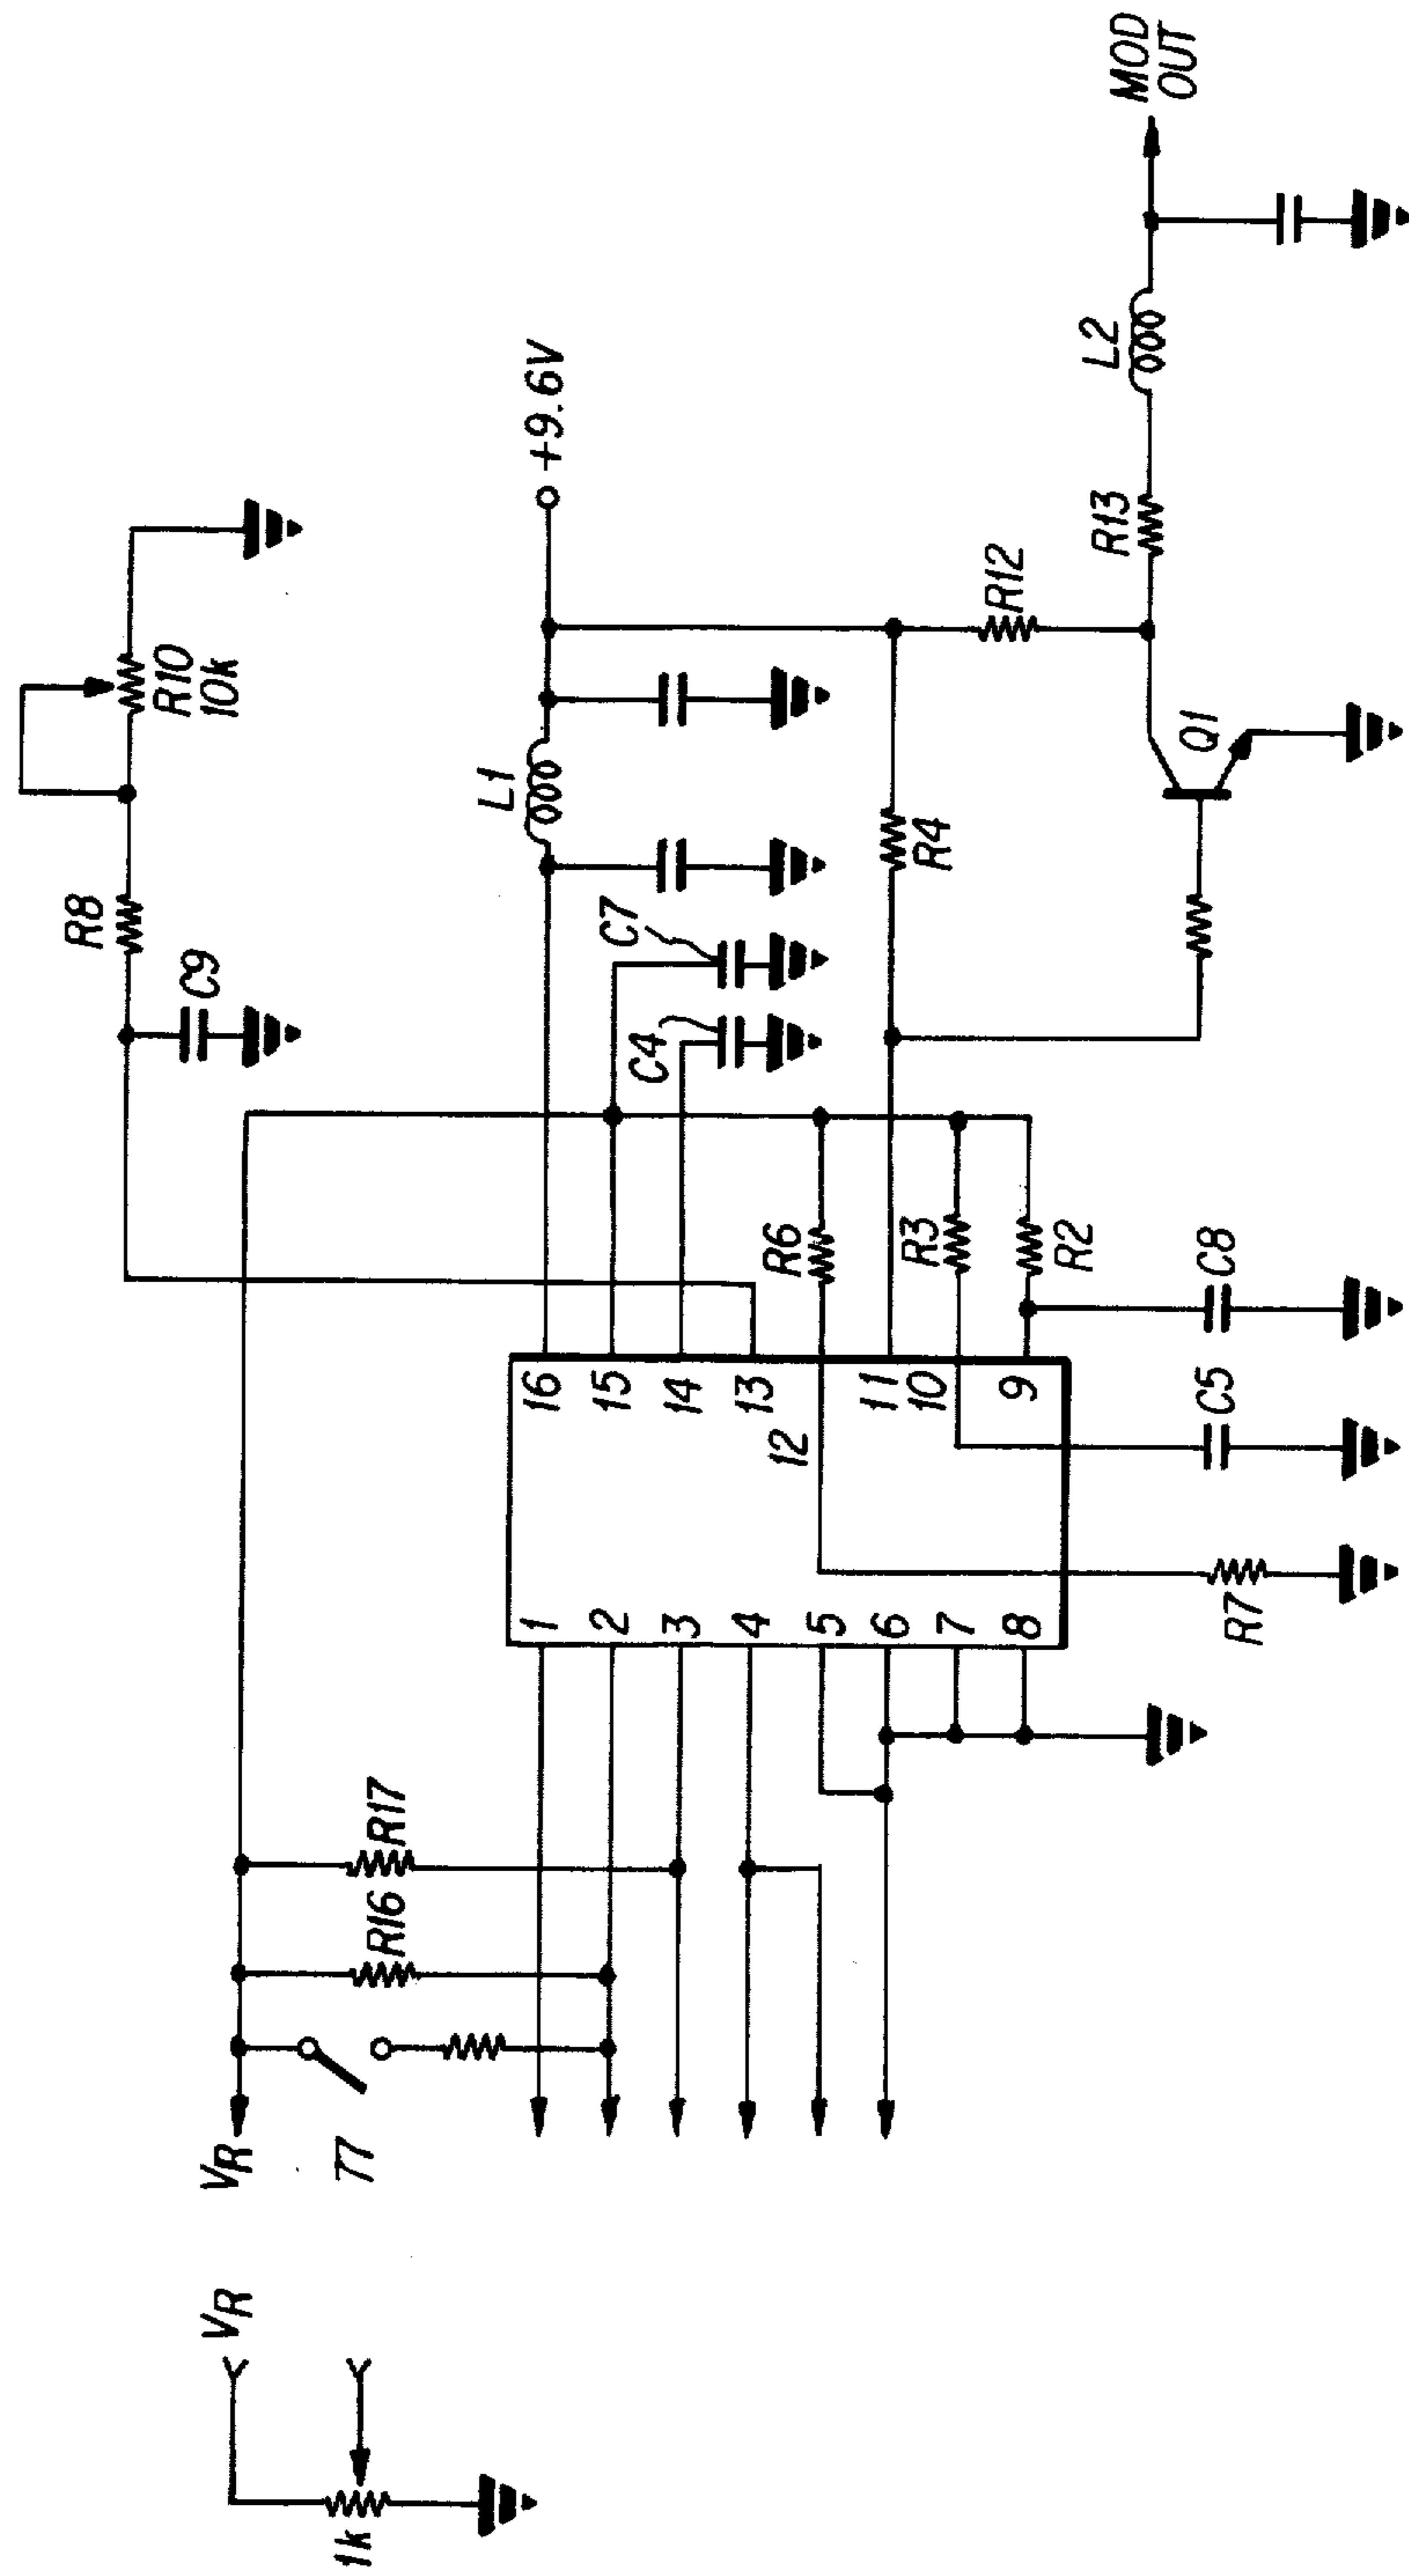 VR
1k
VR
77
R16
R17
1
2
3
4
5
6
7
8
16
15
14
13
12
11
10
9
R7
C5
C8
R6
R3
R2
C4
C7
C9
R8
R10
10k
L1
+9.6V
R4
R12
Q1
R13
L2
MOD
OUT